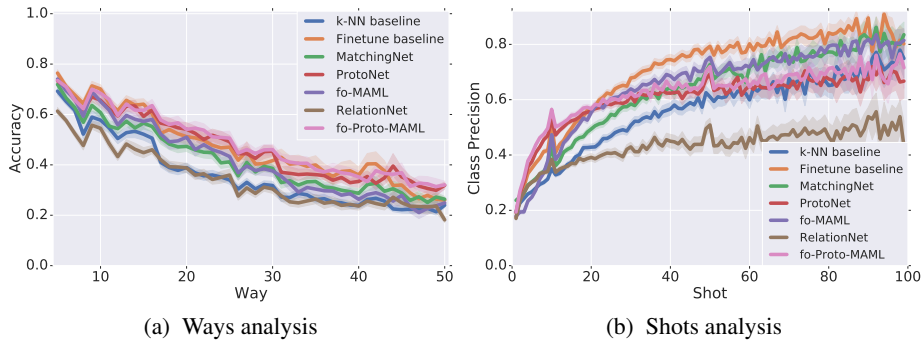 1.0
0.8
0.6
0.4
0.2
0.0
Accuracy
10
20
30
40
50
Way
k-NN baseline
Finetune baseline
MatchingNet
ProtoNet
fo-MAML
RelationNet
fo-Proto-MAML
(a) Ways analysis
0.8
0.6
0.4
0.2
0.0
Class Precision
0
20
40
60
80
100
Shot
k-NN baseline
Finetune baseline
MatchingNet
ProtoNet
fo-MAML
RelationNet
fo-Proto-MAML
(b) Shots analysis